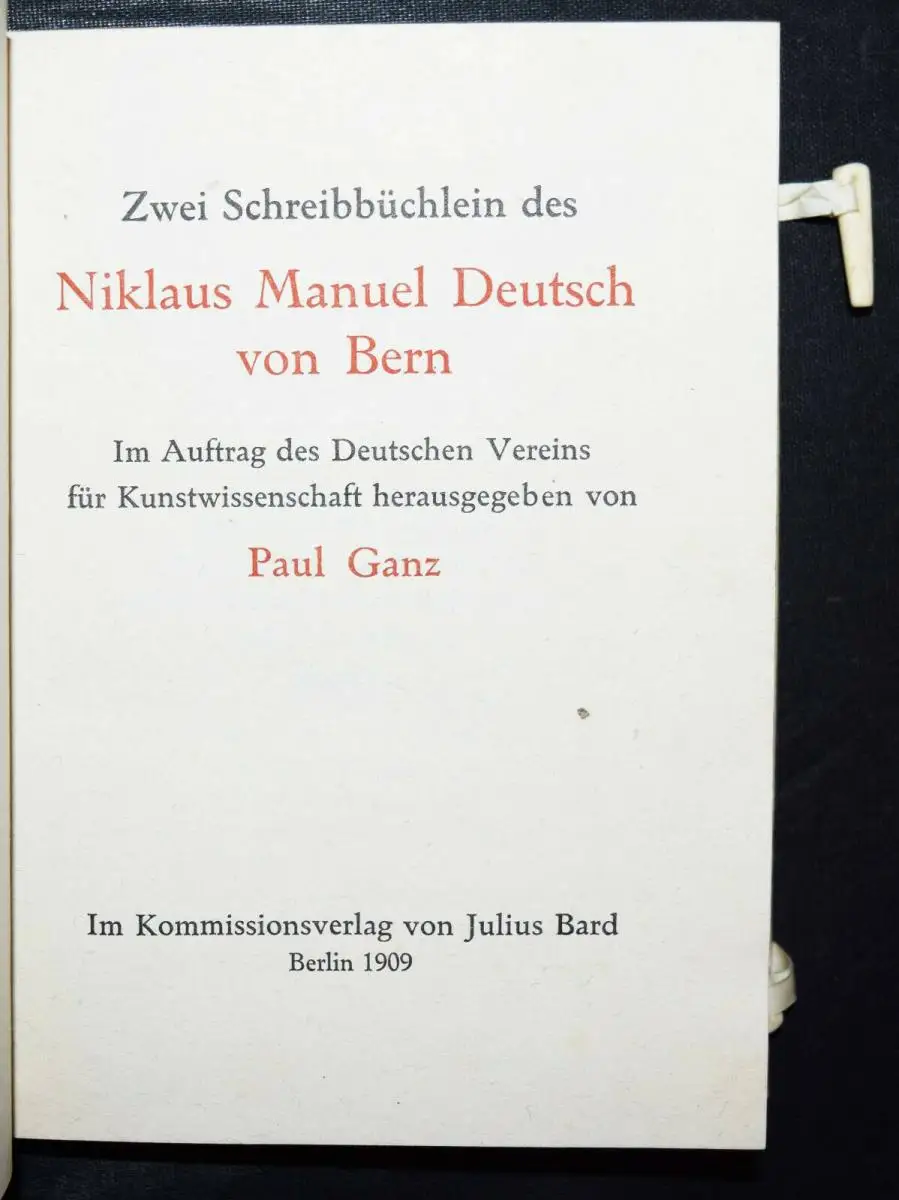 Zwei Schreibbüchlein des
Niklaus Manuel Deutsch
von Bern
Im Auftrag des Deutschen Vereins
für Kunstwissenschaft herausgegeben von
Paul Ganz
Im Kommissionsverlag von Julius Bard
Berlin 1909